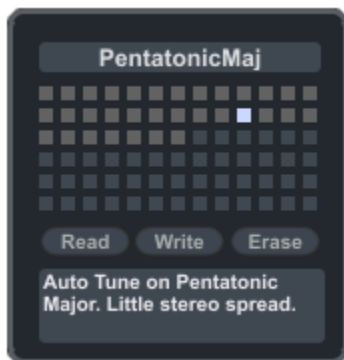 PentatonicMaj
Read Write Erase
Auto Tune on Pentatonic
Major. Little stereo spread.